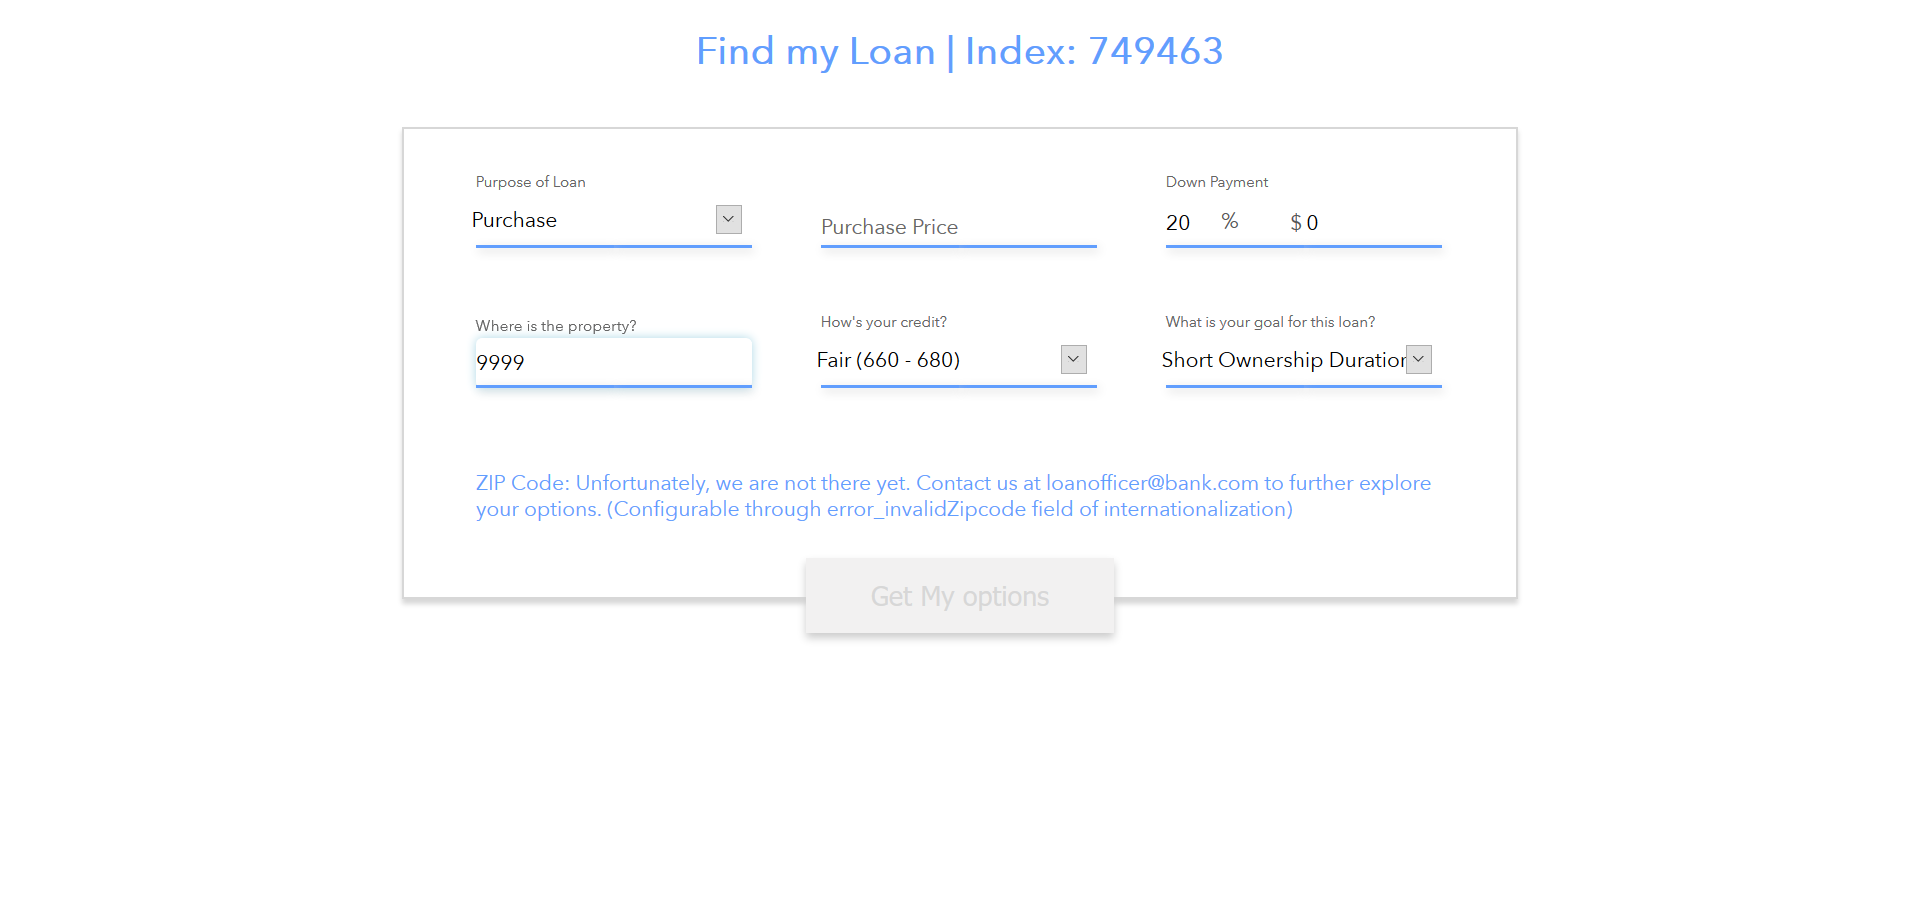 Find my Loan | Index: 749463
Purpose of Loan
Purchase
Purchase Price
Down Payment
20 % $ 0
Where is the property?
9999
How's your credit?
Fair (660 - 680)
What is your goal for this loan?
Short Ownership Duration
ZIP Code: Unfortunately, we are not there yet. Contact us at loanofficer@bank.com to further explore
your options. (Configurable through error_invalidZipcode field of internationalization)
Get My options